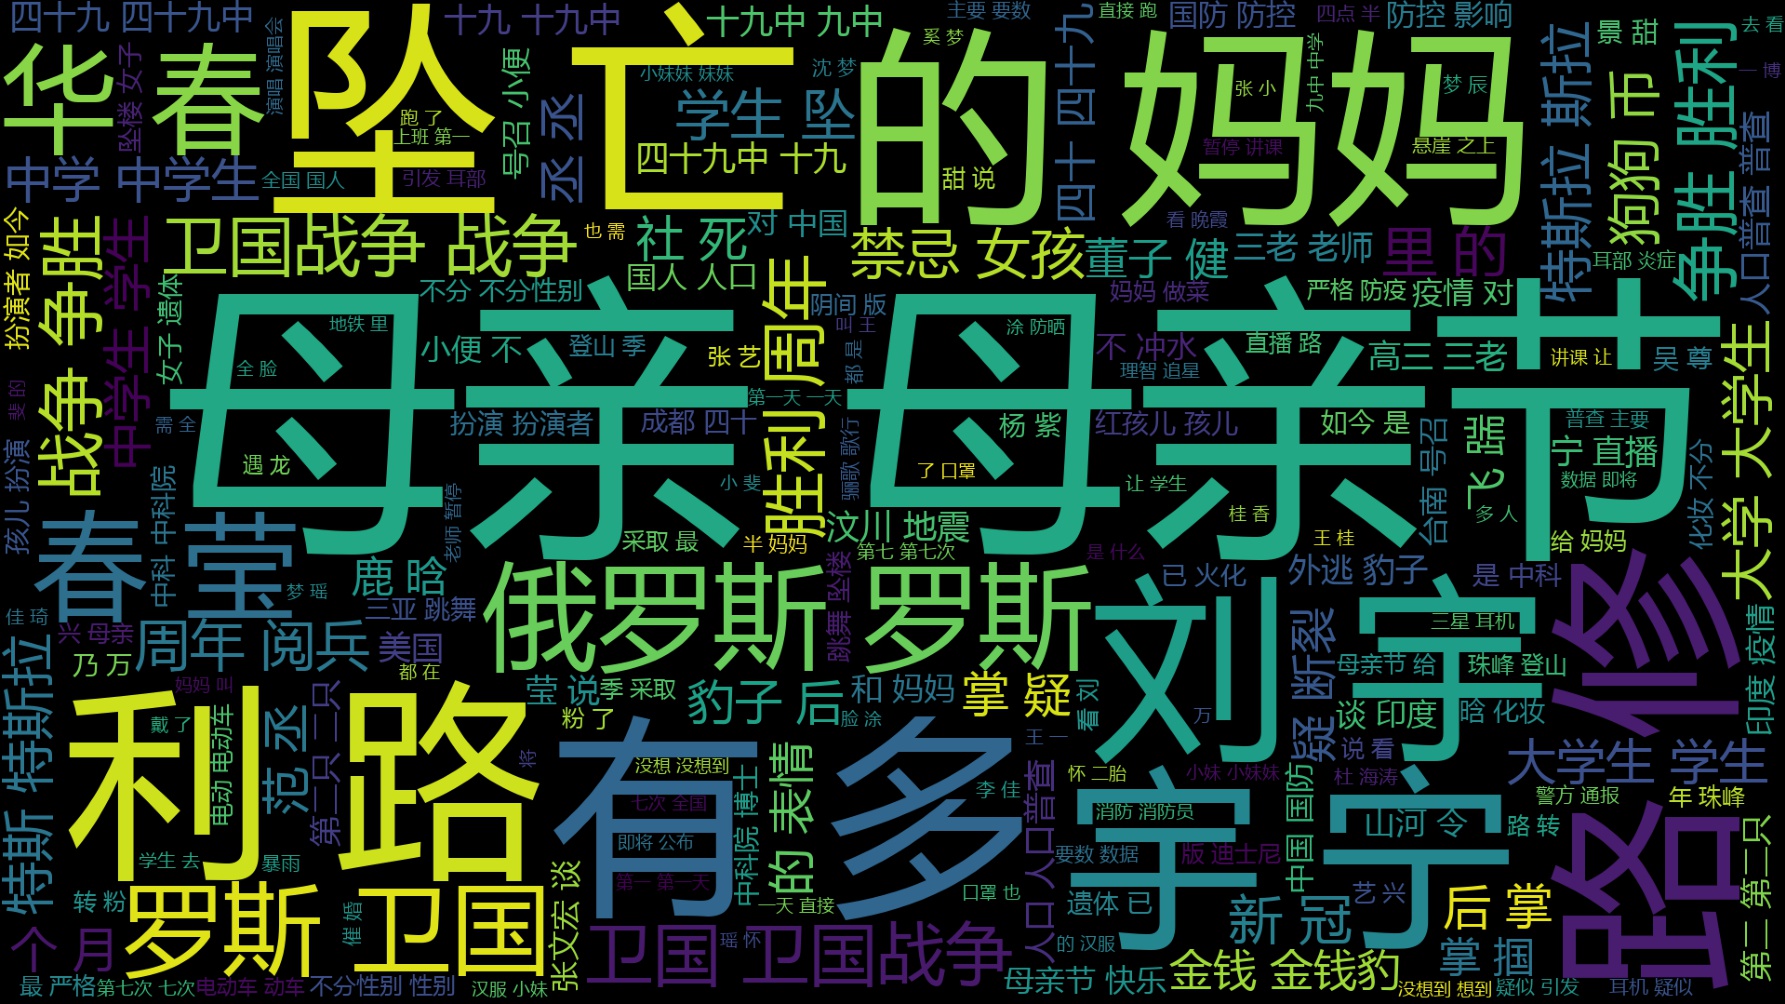 四十九 四十九中
十九 十九中
十九中 九中
主要 要数
直接 跑
国防 防控
四点 半
防控 影响
去 看
华 春
坠楼 女子
演唱 演唱会
坠亡
跑 了
上班 第一
号召 小便
丞 丞
小妹妹 妹妹
沈 梦
奚 梦
学生 坠
四十九中 十九
的 妈妈
甜 说
四十 四十九
张 小
九中 中学
暂停 讲课
悬崖 之上
梦 辰
特斯拉 斯拉
景 甜
狗狗 币
争胜 胜利
一 博
人口普查 普查
中学 中学生
全国 国人
引发 耳部
看 晚霞
扮演者 如今
战争 争胜
中学生 学生
女子 遗体
卫国战争 战争
也 需
社 死
对 中国
国人 人口
禁忌 女孩
董子 健
三老 老师
里 的
耳部 炎症
不分 不分性别
阴间 版
妈妈 做菜
严格 防疫
疫情 对
母亲 母亲节
地铁 里
全 脸
小便 不
登山 季
张 艺
胜利 周年
叫 王
都 是
涂 防晒
不 冲水
理智 追星
直播 路
高三 三老
讲课 让
吴 尊
大学 大学生
斐 的
需 全
第一天 一天
扮演 扮演者
成都 四十
杨 紫
红孩儿 孩儿
如今 是
普查 主要
孩儿 扮演
中科 中科院
遇 龙
小 斐
骊歌 歌行
了 口罩
让 学生
台南 号召
飞 踹
宁 直播
数据 即将
化妆 不分
春 莹
老师 暂停
采取 最
半 妈妈
汶川 地震
第七 第七次
桂 香
是 什么
王 桂
多 人
给 妈妈
梦 瑶
鹿 晗
俄罗斯 罗斯
已 火化
外逃 豹子
是 中科
路 修
佳 琦
兴 母亲
三亚 跳舞
周年 阅兵
美国
跳舞 坠楼
刘 宇
疑 断裂
三星 耳机
印度 疫情
乃 万
都 在
母亲节 给
珠峰 登山
特斯 特斯拉
妈妈 叫
莹 说
季 采取
豹子 后
和 妈妈
掌 疑
看 刘
万
谈 印度
晗 化妆
利 路
戴 了
电动 电动车
范 丞
第二只 二只
粉 了
脸 涂
王 一
说 看
将
有 多
没想 没想到
的 表情
怀 二胎
小妹 小妹妹
杜 海涛
大学生 学生
七次 全国
中科院 博士
李 佳
人口 人口普查
消防 消防员
宇 宁
中国 国防
山河 令
警方 通报
年 珠峰
路 转
即将 公布
学生 去
暴雨
要数 数据
版 迪士尼
第一 第一天
转 粉
罗斯 卫国
催 婚
张文宏 谈
一天 直接
口罩 也
遗体 已
艺 兴
新 冠
后 掌
第二 第二只
个 月
卫国 卫国战争
瑶 怀
的 汉服
掌 掴
最 严格
第七次 七次
电动车 动车
不分性别 性别
汉服 小妹
母亲节 快乐
金钱 金钱豹
没想到 想到
疑似 引发
耳机 疑似